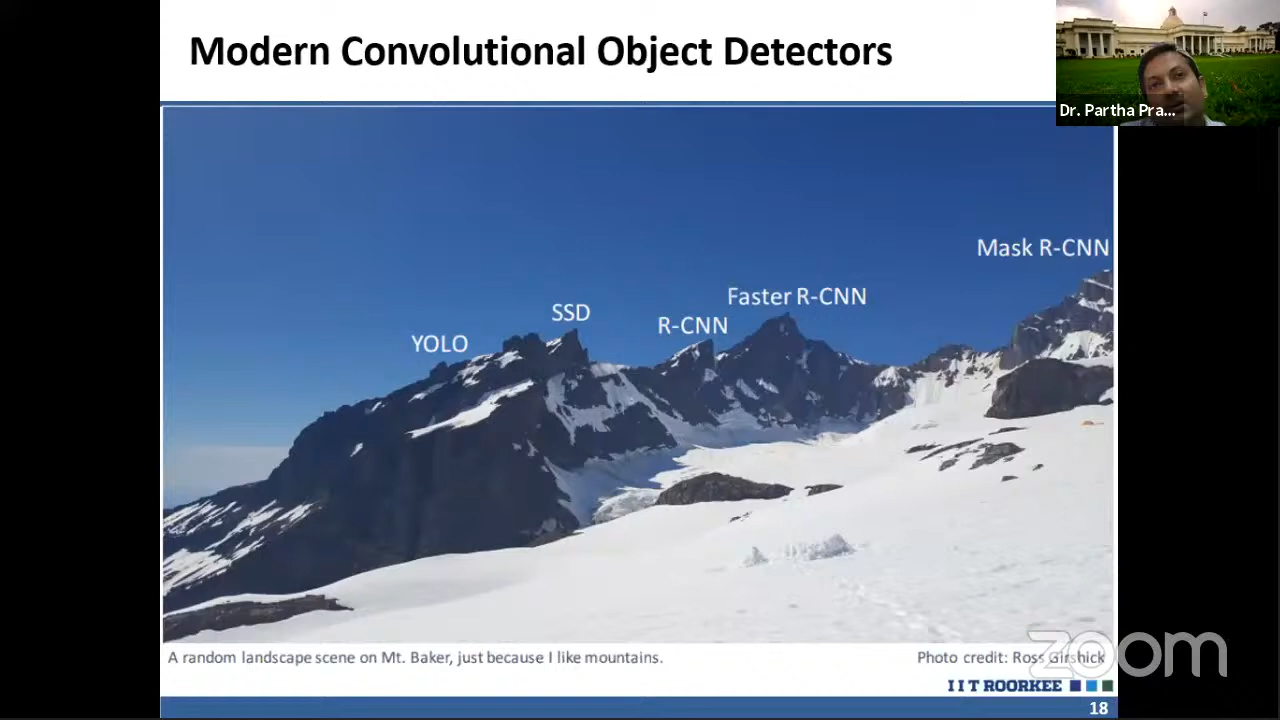 Modern Convolutional Object Detectors
Dr. Partha Pra...
Mask R-CNN
Faster R-CNN
SSD
R-CNN
YOLO
A random landscape scene on Mt. Baker, just because I like mountains.
Photo credit: Ross Girshick
zoom
IIT ROORKEE
18